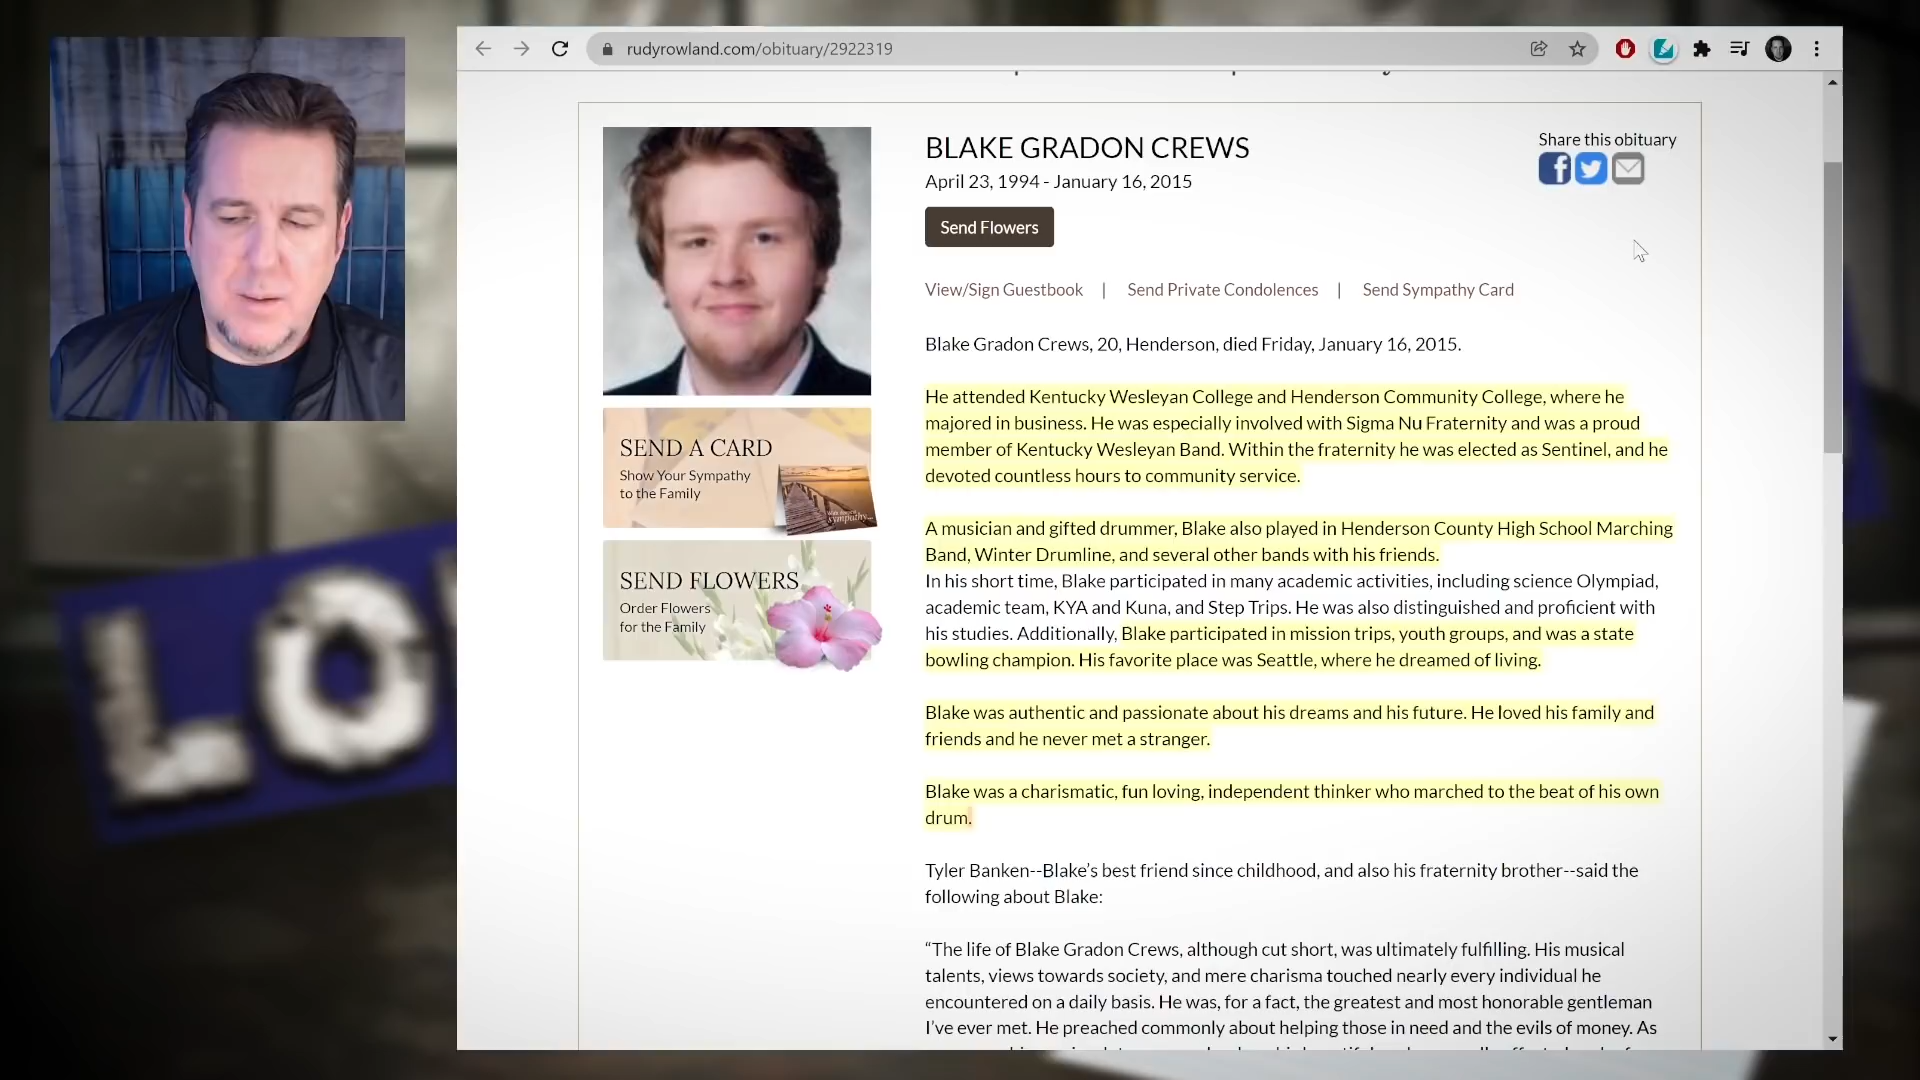 rudyrowland.com/obituary/2922319
BLAKE GRADON CREWS
April 23, 1994 - January 16, 2015
Share this obituary
Send Flowers
View/Sign Guestbook | Send Private Condolences | Send Sympathy Card
Blake Gradon Crews, 20, Henderson, died Friday, January 16, 2015.
He attended Kentucky Wesleyan College and Henderson Community College, where he
majored in business. He was especially involved with Sigma Nu Fraternity and was a proud
member of Kentucky Wesleyan Band. Within the fraternity he was elected as Sentinel, and he
devoted countless hours to community service.
A musician and gifted drummer, Blake also played in Henderson County High School Marching
Band, Winter Drumline, and several other bands with his friends.
In his short time, Blake participated in many academic activities, including science Olympiad,
academic team, KYA and Kuna, and Step Trips. He was also distinguished and proficient with
his studies. Additionally, Blake participated in mission trips, youth groups, and was a state
bowling champion. His favorite place was Seattle, where he dreamed of living.
Blake was authentic and passionate about his dreams and his future. He loved his family and
friends and he never met a stranger.
Blake was a charismatic, fun loving, independent thinker who marched to the beat of his own
drum.
Tyler Banken--Blake's best friend since childhood, and also his fraternity brother--said the
following about Blake:
“The life of Blake Gradon Crews, although cut short, was ultimately fulfilling. His musical
talents, views towards society, and mere charisma touched nearly every individual he
encountered on a daily basis. He was, for a fact, the greatest and most honorable gentleman
I've ever met. He preached commonly about helping those in need and the evils of money. As
SEND A CARD
Show Your Sympathy
to the Family
sympathy
SEND FLOWERS
Order Flowers
for the Family
LO